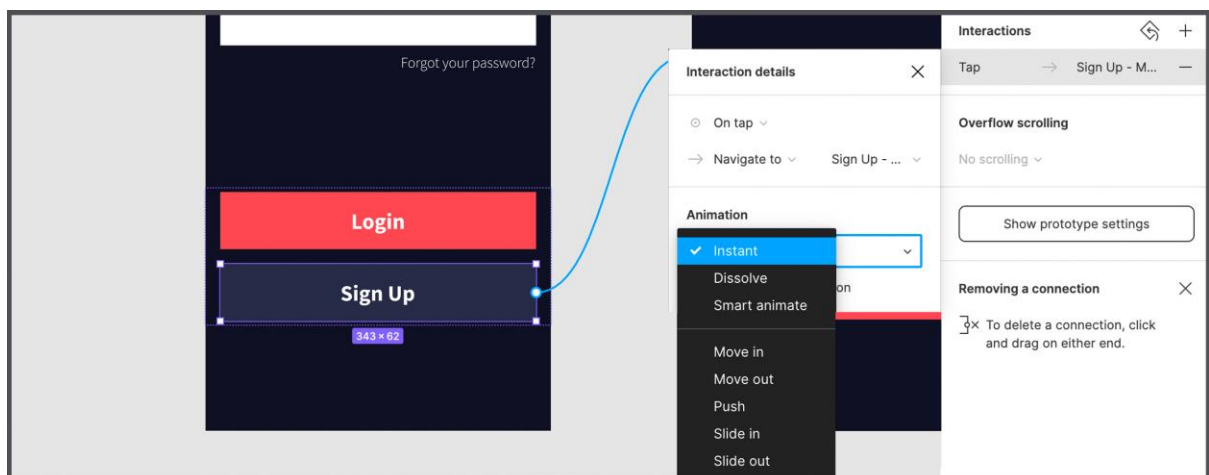 Forgot your password?
Login
Sign Up
343 × 62
Interaction details
On tap
Navigate to Sign Up - ...
Animation
Instant
Dissolve
Smart animate
Move in
Move out
Push
Slide in
Slide out
on
Interactions
Tap Sign Up - M...
Overflow scrolling
No scrolling
Show prototype settings
Removing a connection
To delete a connection, click
and drag on either end.